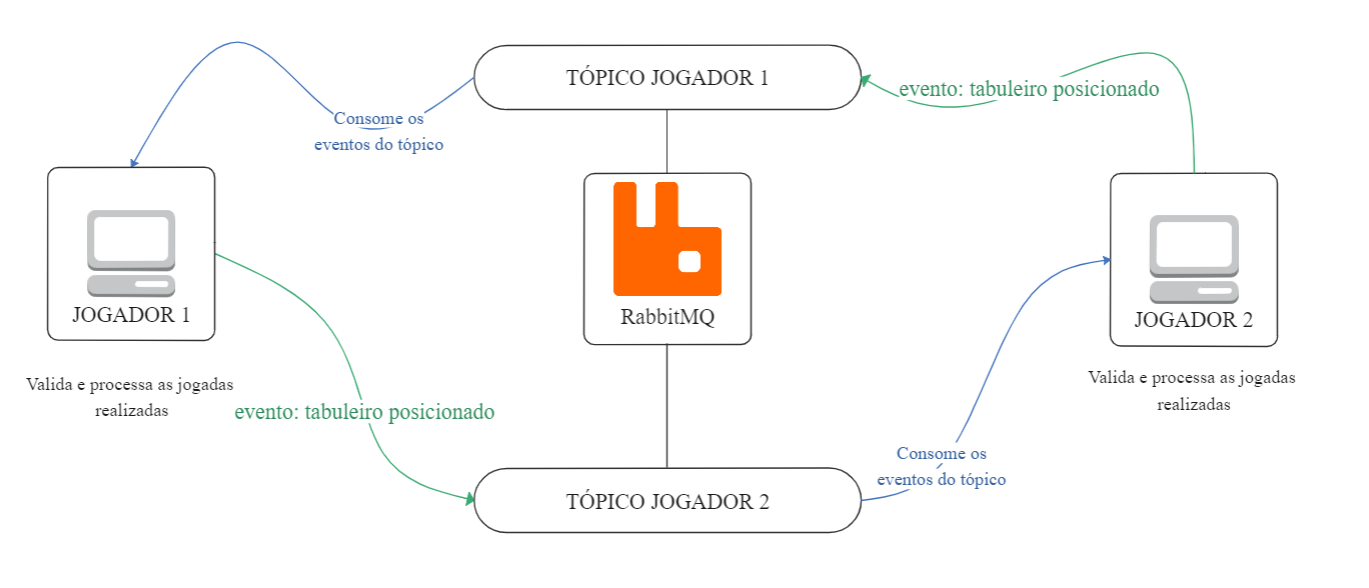 TÓPICO JOGADOR 1
evento: tabuleiro posicionado
Consome os
eventos do tópico
RabbitMQ
JOGADOR 1
JOGADOR 2
Valida e processa as jogadas
realizadas
Valida e processa as jogadas
realizadas
evento: tabuleiro posicionado
Consome os
eventos do tópico
TÓPICO JOGADOR 2